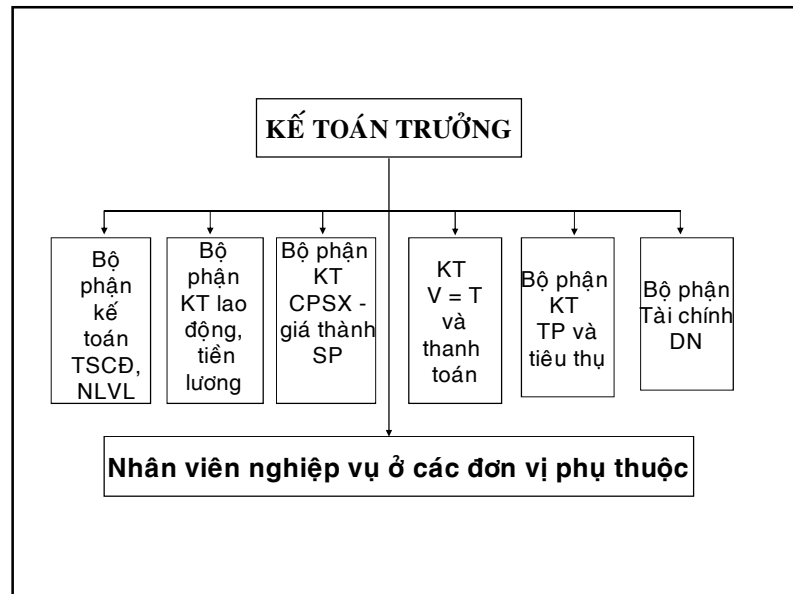 KẾ TOÁN TRƯỞNG
Bộ
phận
kế
toán
TSCĐ,
NLVL
Bộ
phận
KT lao
động,
tiền
lương
Bộ phận
KT
CPSX -
giá thành
SP
KT
V = T
và
thanh
toán
Bộ phận
KT
TP và
tiêu thụ
Bộ phận
Tài chính
DN
Nhân viên nghiệp vụ ở các đơn vị phụ thuộc